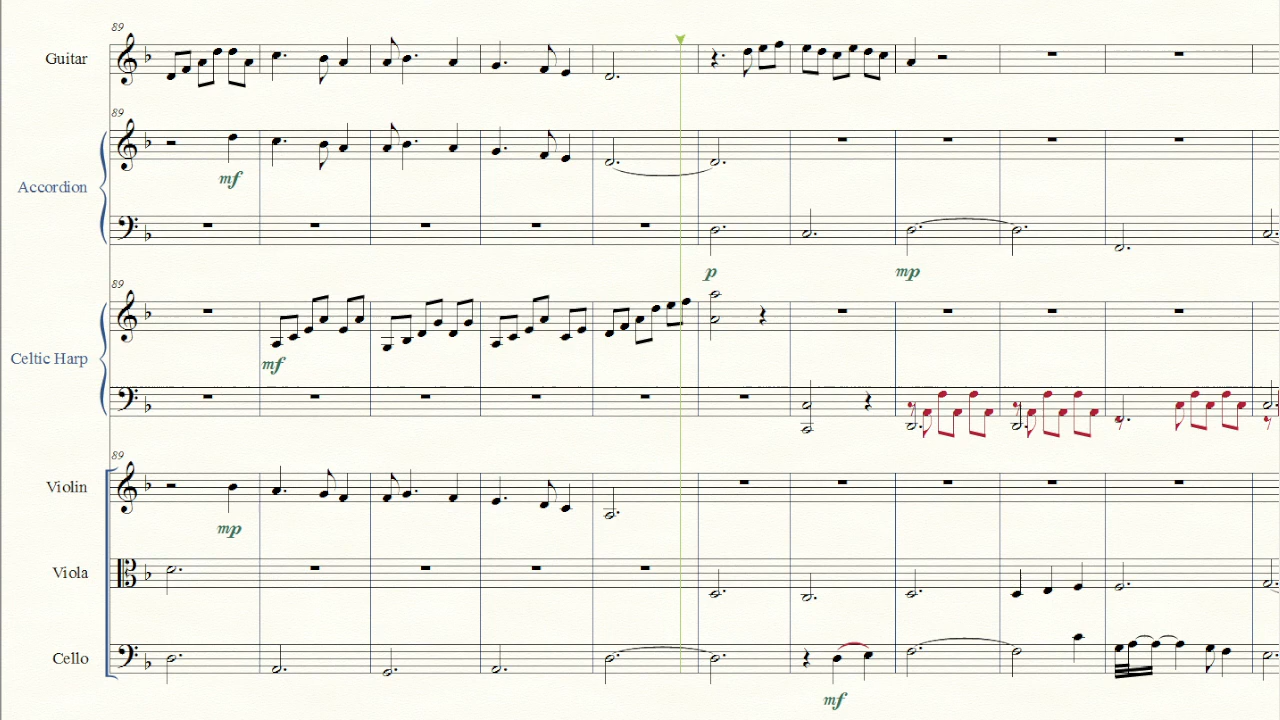 89
Guitar
89
mf
Accordion
p
mp
89
mf
Celtic Harp
89
Violin
mp
Viola
Cello
mf